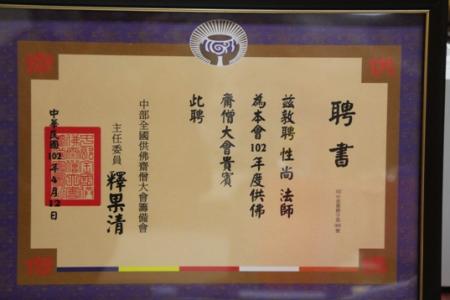 聘書
茲敦聘 性尚 法師
為本會102年度供佛
齋僧大會貴賓
此聘
中部全國供佛齋僧大會籌備會
主任委員 釋果清
中華民國102年4月12日